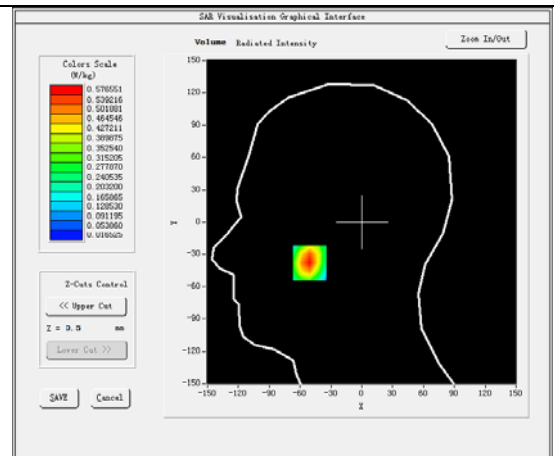 SAR Visualisation Graphical Interface
Volume Radiated Intensity
Zoom In/Out
Colors Scale
(W/kg)
0.576551
0.539216
0.501881
0.464546
0.427211
0.389875
0.352540
0.315205
0.277870
0.240535
0.203200
0.165865
0.128530
0.091195
0.053860
0.016525
Z-Cuts Control
<< Upper Cut
Z = 3.5 mm
Lower Cut >>
SAVE Cancel
150
120
90
60
30
0
-30
-60
-90
-120
-150
Y
-150 -120 -90 -60 -30 0 30 60 90 120 150
X